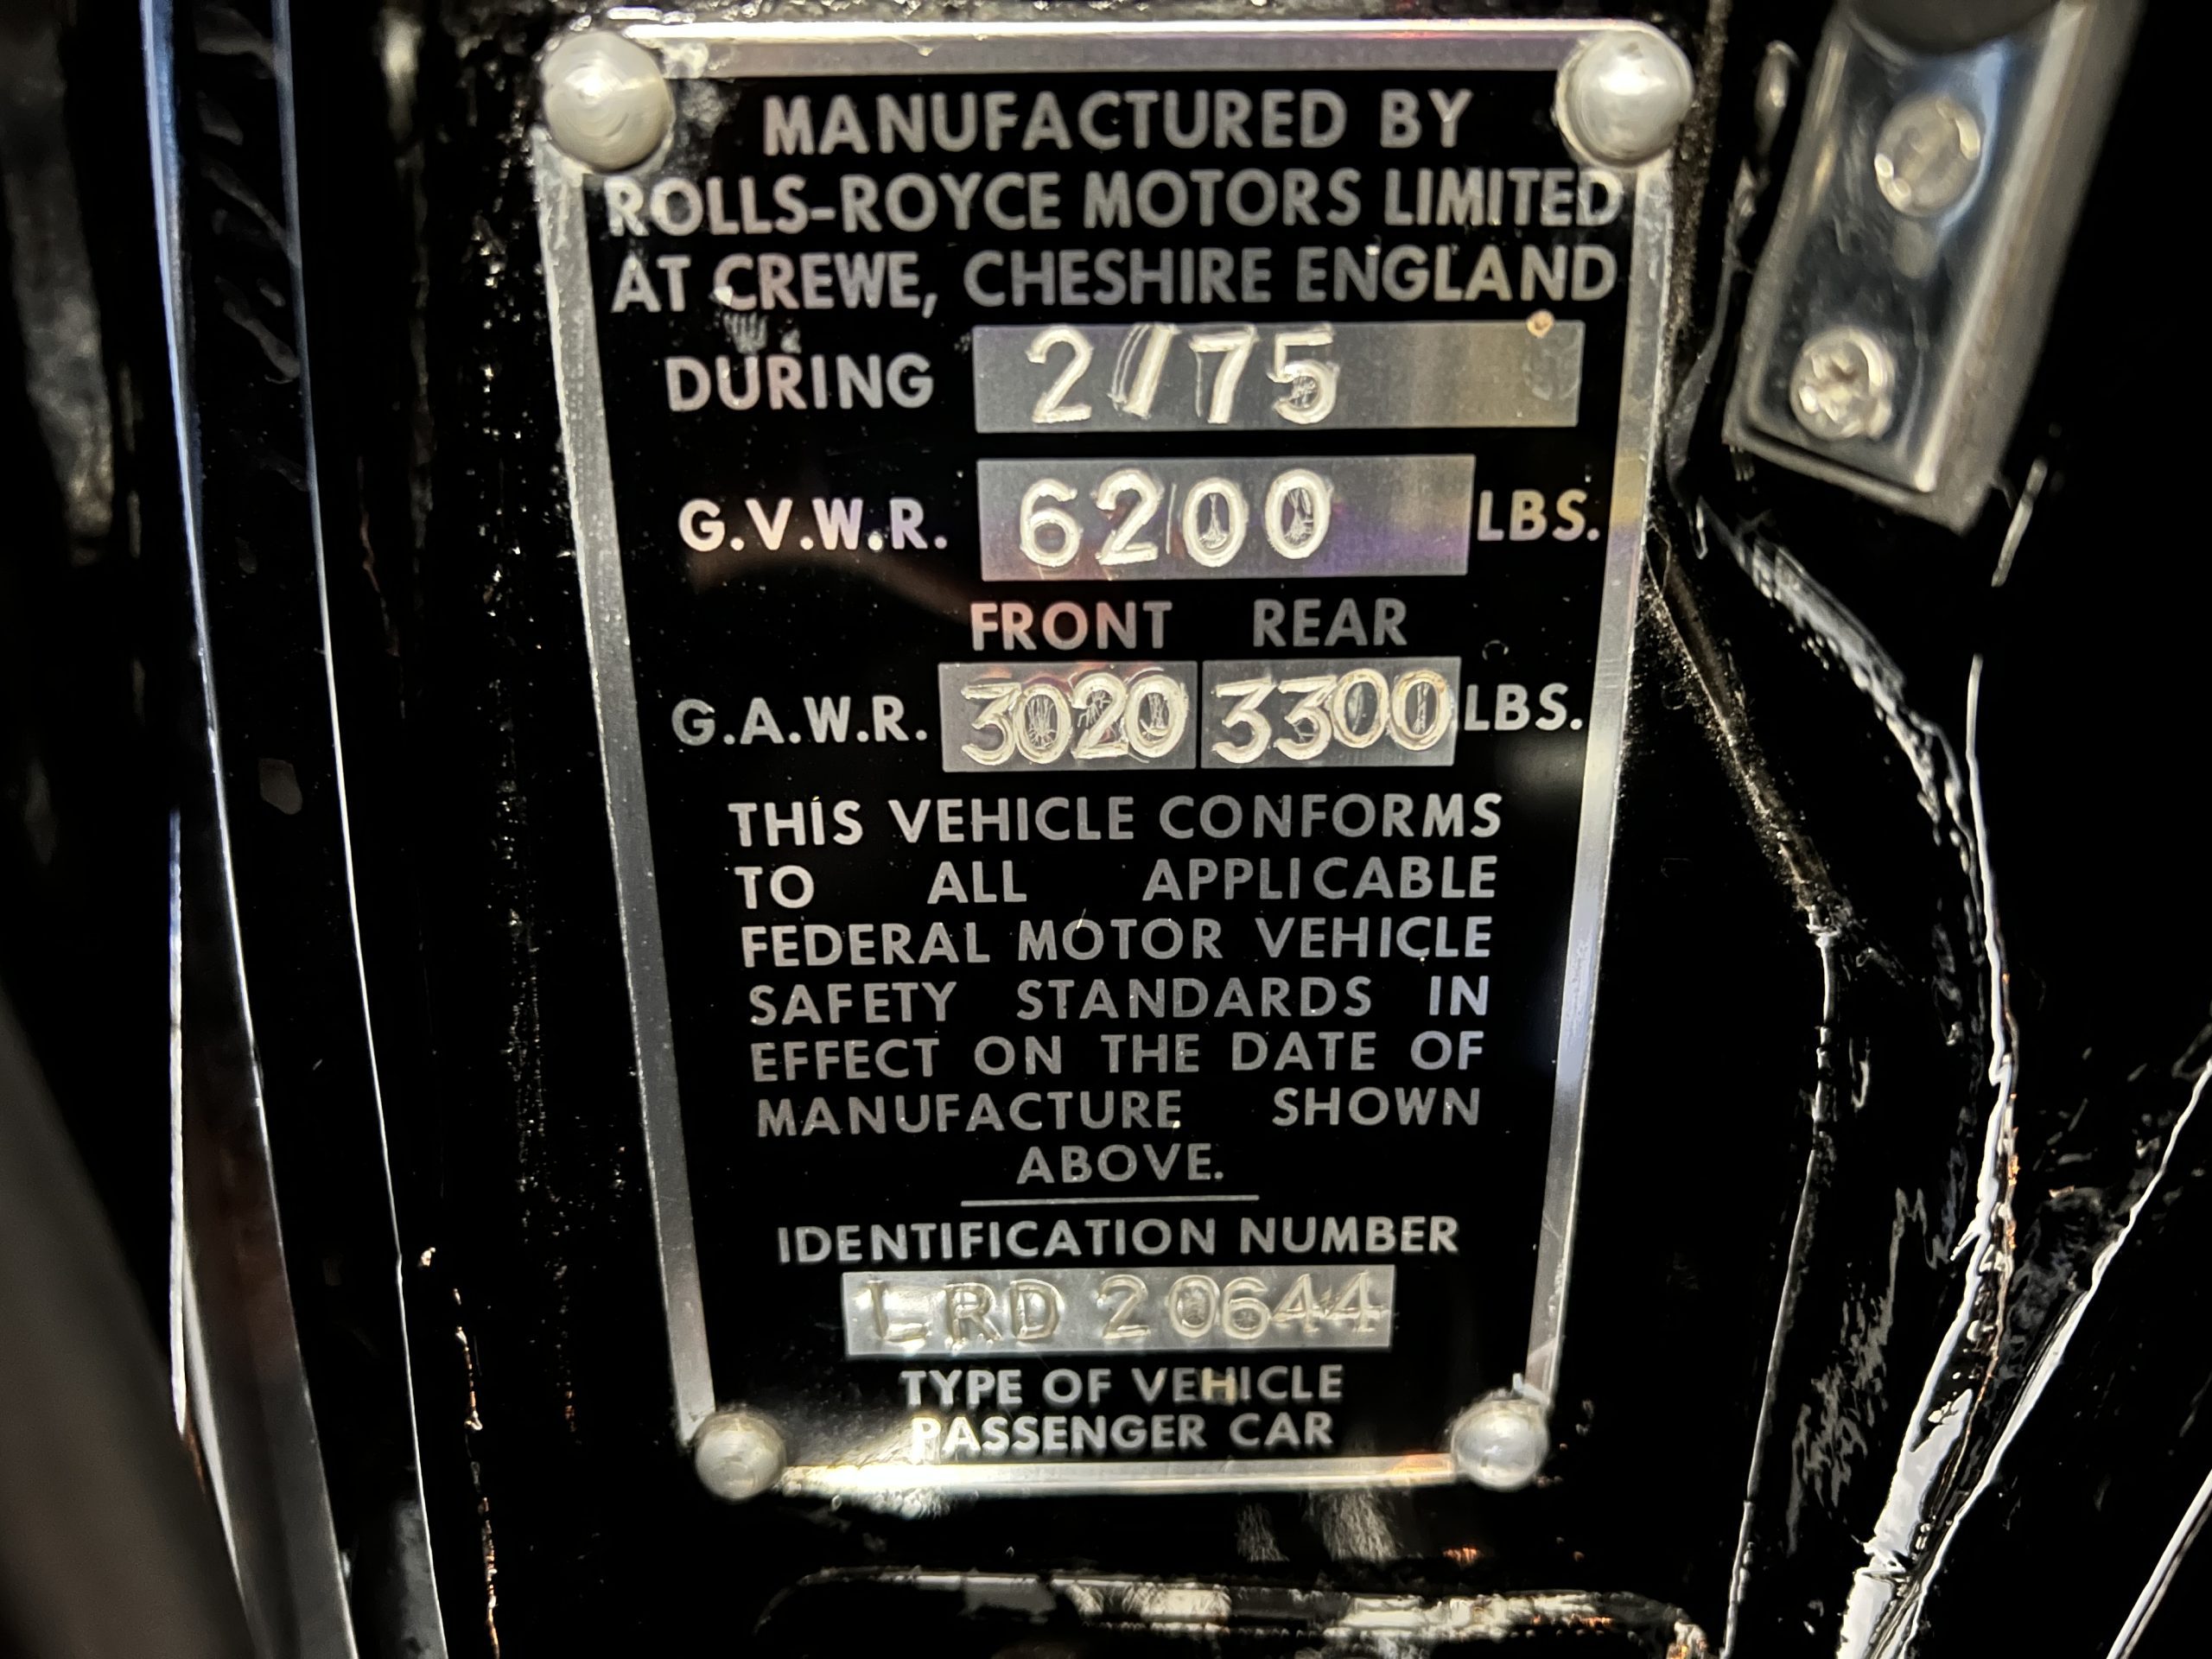 MANUFACTURED BY
ROLLS-ROYCE MOTORS LIMITED
AT CREWE, CHESHIRE ENGLAND
DURING 2/75
G.V.W.R. 6200 LBS.
FRONT REAR
G.A.W.R. 3020 3300 LBS.
THIS VEHICLE CONFORMS
TO ALL APPLICABLE
FEDERAL MOTOR VEHICLE
SAFETY STANDARDS IN
EFFECT ON THE DATE OF
MANUFACTURE SHOWN
ABOVE.
IDENTIFICATION NUMBER
LRD 20644
TYPE OF VEHICLE
PASSENGER CAR